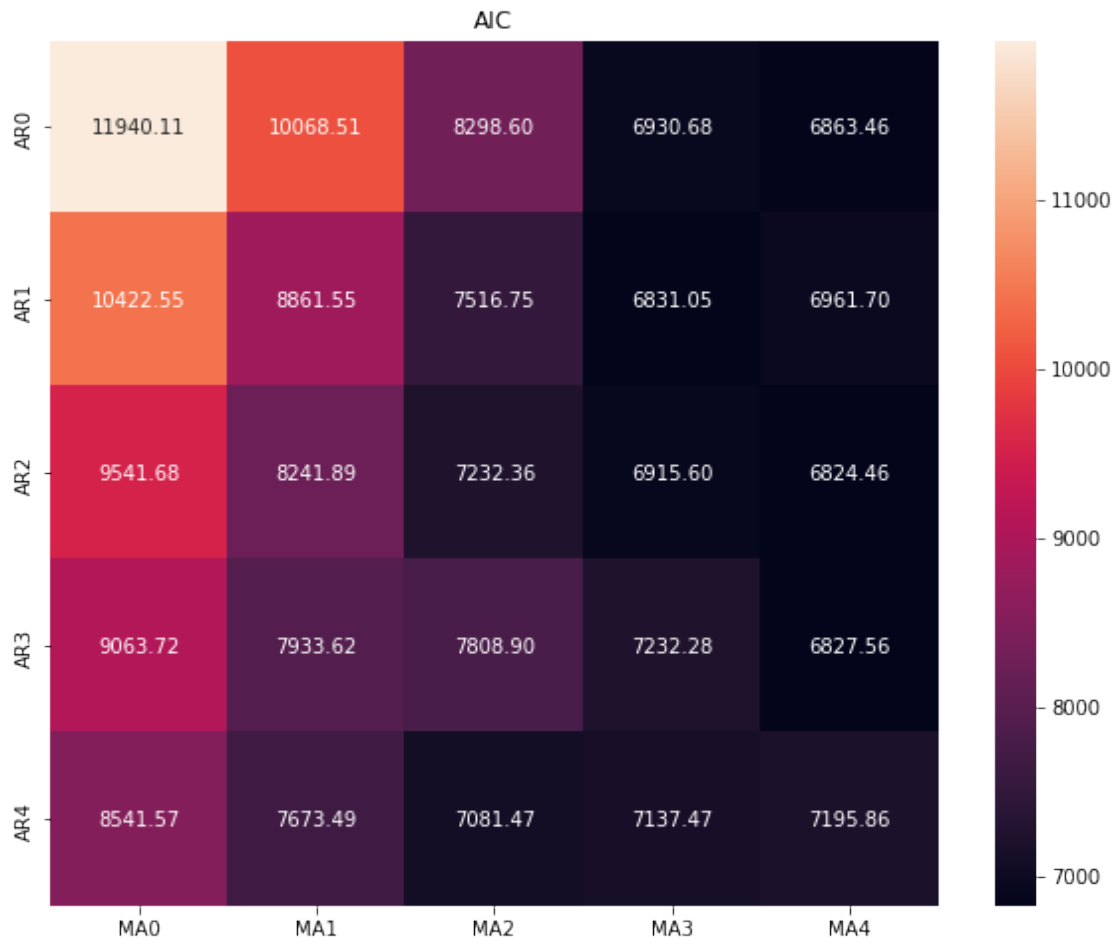 AIC
AR0 11940.11 10068.51 8298.60 6930.68 6863.46
11000
AR1 10422.55 8861.55 7516.75 6831.05 6961.70
10000
AR2 9541.68 8241.89 7232.36 6915.60 6824.46
9000
AR3 9063.72 7933.62 7808.90 7232.28 6827.56
8000
AR4 8541.57 7673.49 7081.47 7137.47 7195.86
7000
MA0 MA1 MA2 MA3 MA4